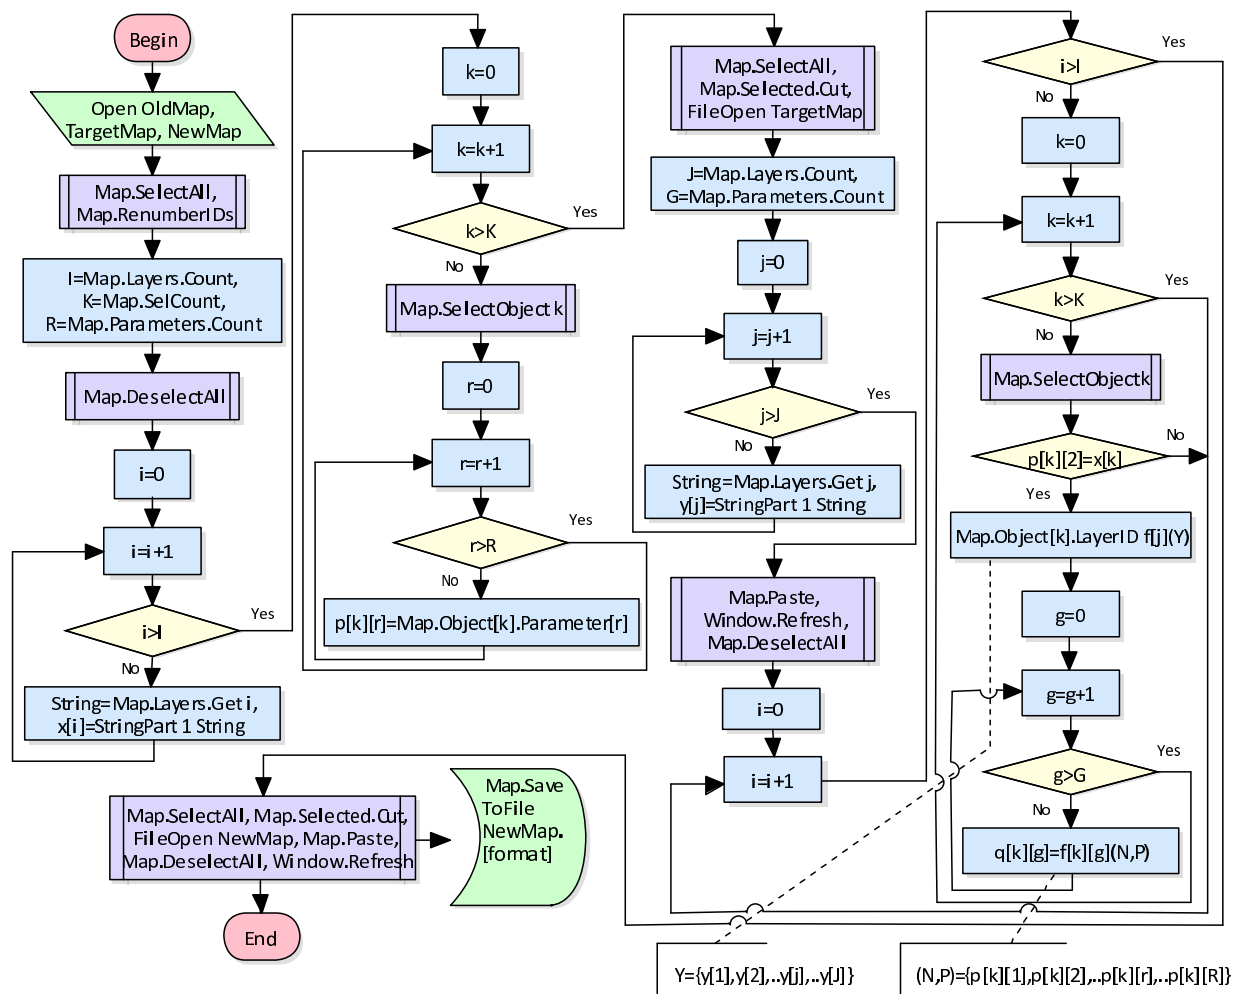 Begin
Open OldMap,
TargetMap, NewMap
Map.SelectAll,
Map.RenumberIDs
I=Map.Layers.Count,
K=Map.SelCount,
R=Map.Parameters.Count
Map.DeselectAll
i=0
i=i+1
i>I
Yes
No
String=Map.Layers.Get i,
x[i]=StringPart 1 String
k=0
k=k+1
k>K
Yes
No
Map.SelectObject k
r=0
r=r+1
r>R
Yes
No
p[k][r]=Map.Object[k].Parameter[r]
Map.SelectAll,
Map.Selected.Cut,
FileOpen TargetMap
J=Map.Layers.Count,
G=Map.Parameters.Count
j=0
j=j+1
j>J
Yes
No
String=Map.Layers.Get j,
y[j]=StringPart 1 String
Map.Paste,
Window.Refresh,
Map.DeselectAll
i=0
i=i+1
i>I
Yes
No
k=0
k=k+1
k>K
Yes
No
Map.SelectObjectk
p[k][2]=x[k]
No
Yes
Map.Object[k].LayerID f[j](Y)
g=0
g=g+1
g>G
Yes
No
q[k][g]=f[k][g](N,P)
Map.SelectAll, Map.Selected.Cut,
FileOpen NewMap, Map.Paste,
Map.DeselectAll, Window.Refresh
Map.Save
ToFile
NewMap.
[format]
End
Y={y[1],y[2],..y[j],..y[J]}
(N,P)={p[k][1],p[k][2],..p[k][r],..p[k][R]}